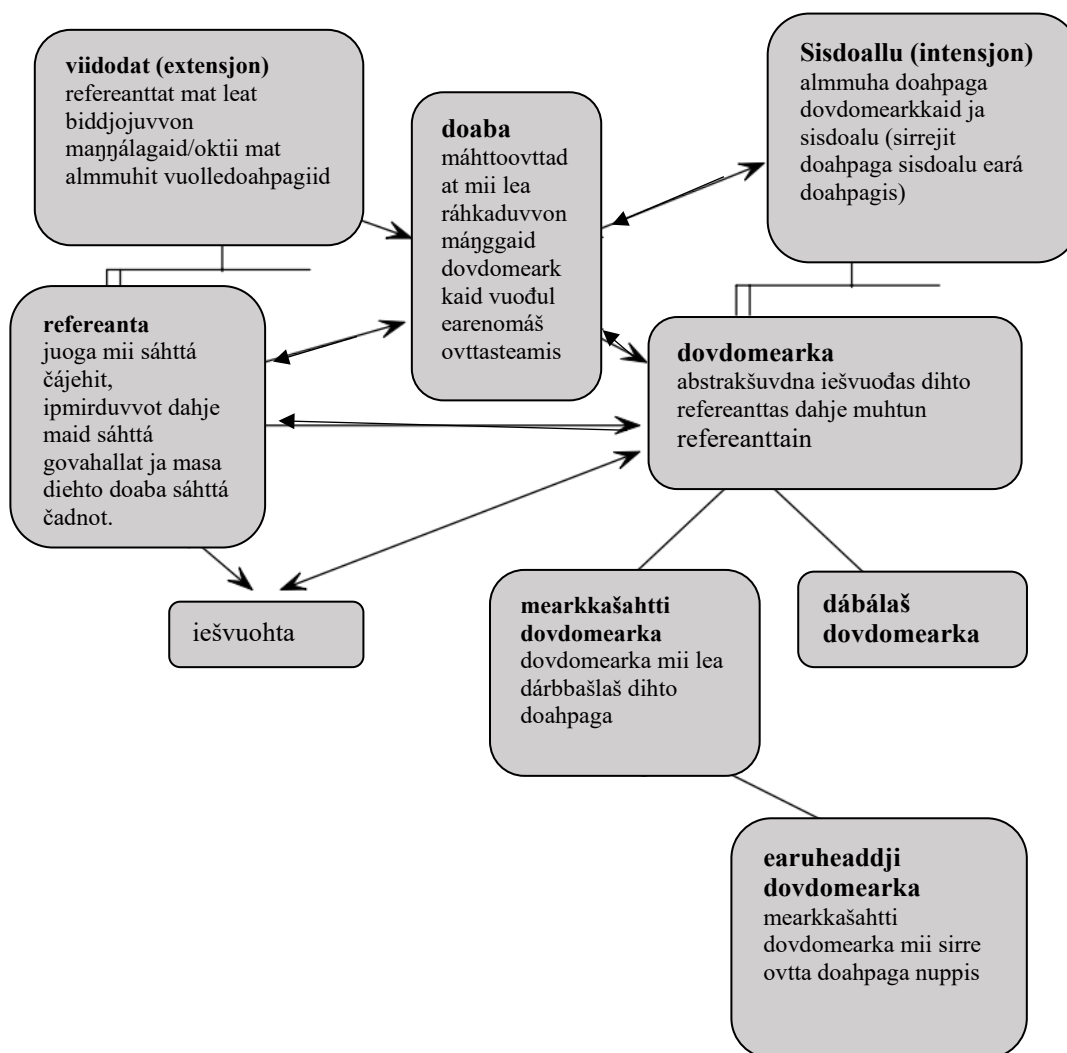 viidodat (extensjon)
refereanttat mat leat
biddjojuvvon
maŋŋálagaid/oktii mat
almmuhit vuolledoahpagiid
doaba
máhttoovttad
at mii lea
ráhkaduvvon
máŋggaid
dovdomeark
kaid vuođul
earenomáš
ovttasteamis
Sisdoallu (intensjon)
almmuha doahpaga
dovdomearkkaid ja
sisdoalu (sirrejit
doahpaga sisdoalu eará
doahpagis)
refereanta
juoga mii sáhttá
čájehit,
ipmirduvvot dahje
maid sáhttá
govahallat ja masa
diehto doaba sáhttá
čadnot.
dovdomearka
abstrakšuvdna iešvuođas dihto
refereanttas dahje muhtun
refereanttain
iešvuohta
mearkkašahtti
dovdomearka
dovdomearka mii lea
dárbbašlaš dihto
doahpaga
dábálaš
dovdomearka
earuheaddji
dovdomearka
mearkkašahtti
dovdomearka mii sirre
ovtta doahpaga nuppis